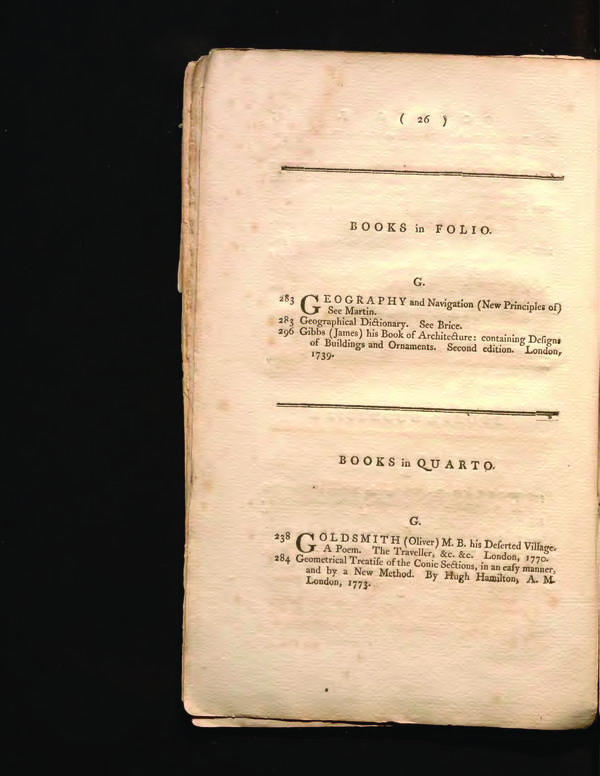 ( 26 )
BOOKS in FOLIO.
G.
283 GEOGRAPHY and Navigation (New Principles of)
See Martin.
283 Geographical Dictionary. See Brice.
296 Gibbs (James) his Book of Architecture: containing Deſigns
of Buildings and Ornaments. Second edition. London,
1739.
BOOKS in QUARTO.
G.
238 GOLDSMITH (Oliver) M. B. his Deſerted Village.
A Poem. The Traveller, &c. &c. London, 1770.
284 Geometrical Treatiſe of the Conic Sections, in an eaſy manner,
and by a New Method. By Hugh Hamilton, A. M.
London, 1773.